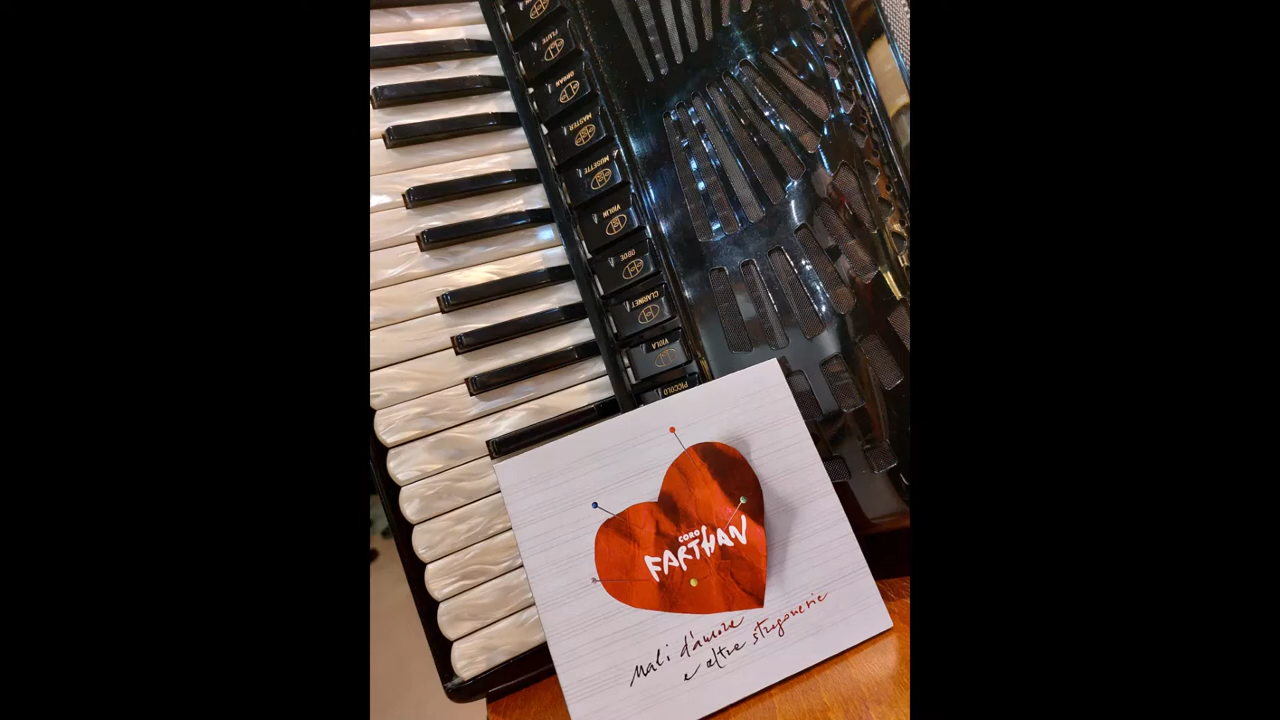 FLUTE
ORGAN
MASTER
MUSETTE
VIOLIN
OBOE
CLARINET
VIOLA
PICCOLO
CORO
FARTHAN
Mali d'amore
e altre stregonerie